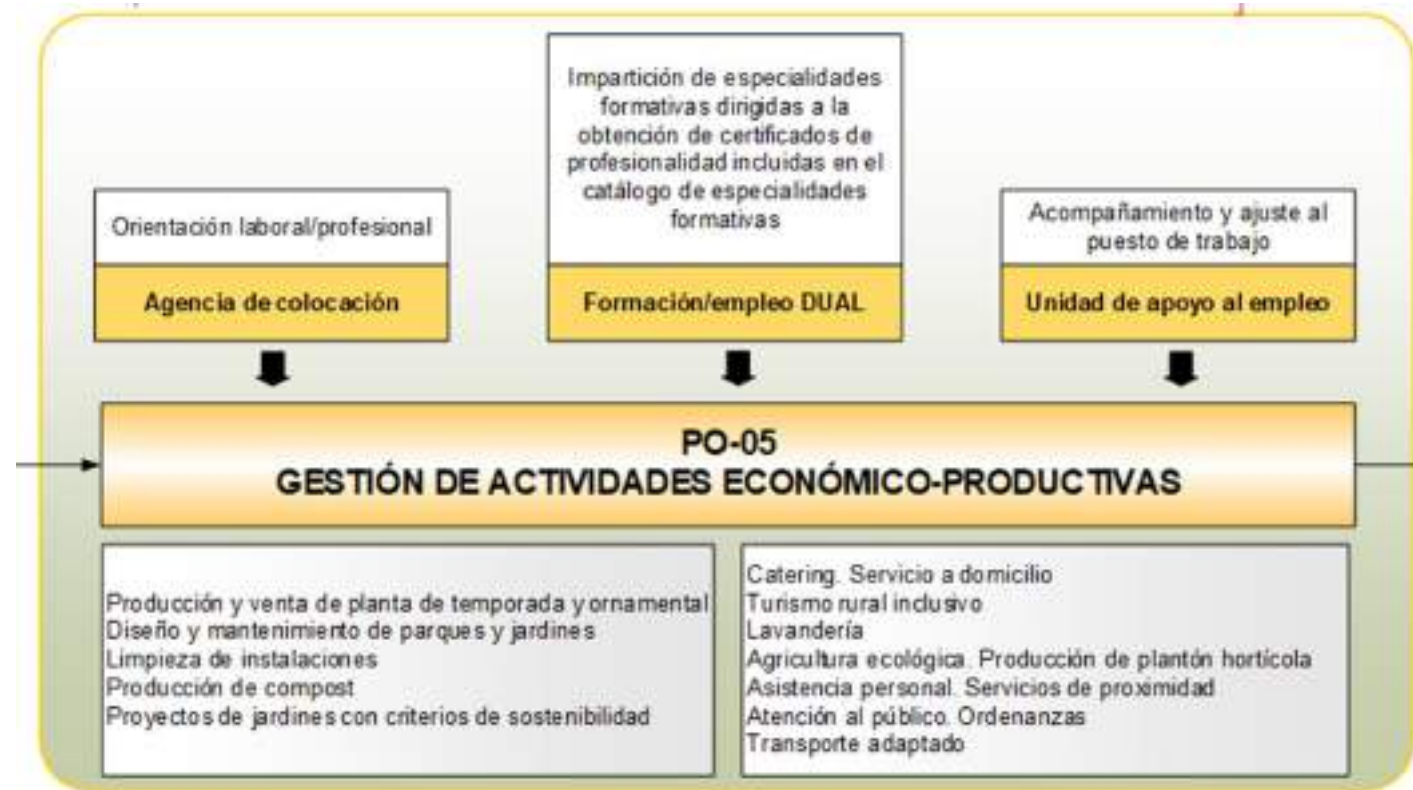 Orientación laboral/profesional
Agencia de colocación
Impartición de especialidades
formativas dirigidas a la
obtención de certificados de
profesionalidad incluidas en el
catálogo de especialidades
formativas
Formación/empleo DUAL
Acompañamiento y ajuste al
puesto de trabajo
Unidad de apoyo al empleo
PO-05
GESTIÓN DE ACTIVIDADES ECONÓMICO-PRODUCTIVAS
Producción y venta de planta de temporada y ornamental
Diseño y mantenimiento de parques y jardines
Limpieza de instalaciones
Producción de compost
Proyectos de jardines con criterios de sostenibilidad
Catering. Servicio a domicilio
Turismo rural inclusivo
Lavandería
Agricultura ecológica. Producción de plantón hortícola
Asistencia personal. Servicios de proximidad
Atención al público. Ordenanzas
Transporte adaptado